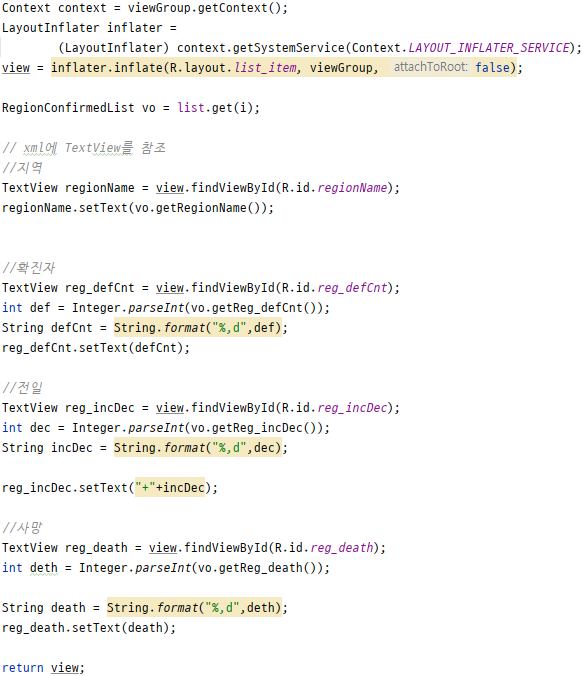 Context context = viewGroup.getContext();
LayoutInflater inflater =
(LayoutInflater) context.getSystemService(Context.LAYOUT_INFLATER_SERVICE);
view = inflater.inflate(R.layout.list_item, viewGroup, attachToRoot: false);
RegionConfirmedList vo = list.get(i);
// xml에 TextView를 참조
//지역
TextView regionName = view.findViewById(R.id.regionName);
regionName.setText(vo.getRegionName());
//확진자
TextView reg_defCnt = view.findViewById(R.id.reg_defCnt);
int def = Integer.parseInt(vo.getReg_defCnt());
String defCnt = String.format("%,d",def);
reg_defCnt.setText(defCnt);
//전일
TextView reg_incDec = view.findViewById(R.id.reg_incDec);
int dec = Integer.parseInt(vo.getReg_incDec());
String incDec = String.format("%,d",dec);
reg_incDec.setText("+"+incDec);
//사망
TextView reg_death = view.findViewById(R.id.reg_death);
int deth = Integer.parseInt(vo.getReg_death());
String death = String.format("%,d",deth);
reg_death.setText(death);
return view;